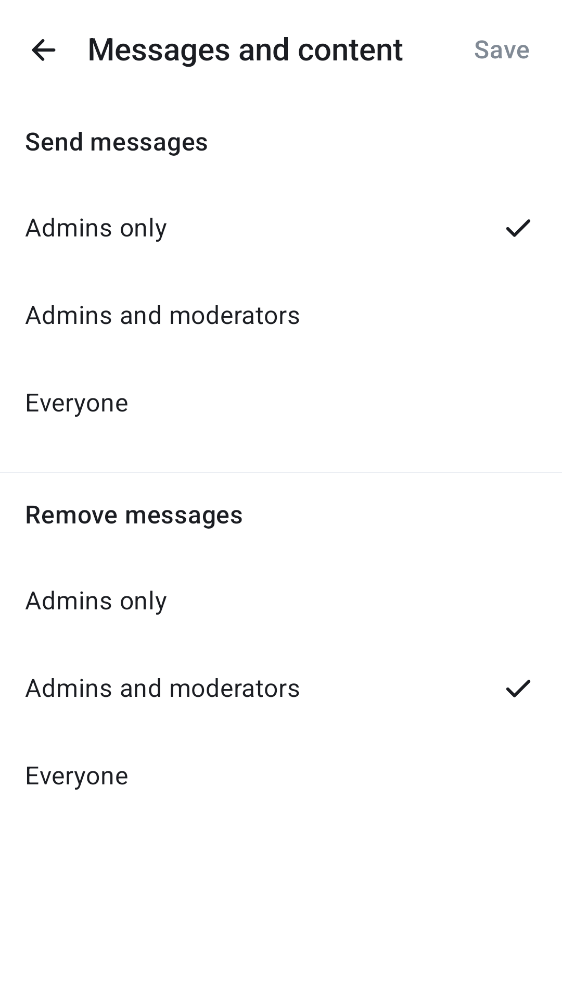 Messages and content
Save
Send messages
Admins only
Admins and moderators
Everyone
Remove messages
Admins only
Admins and moderators
Everyone